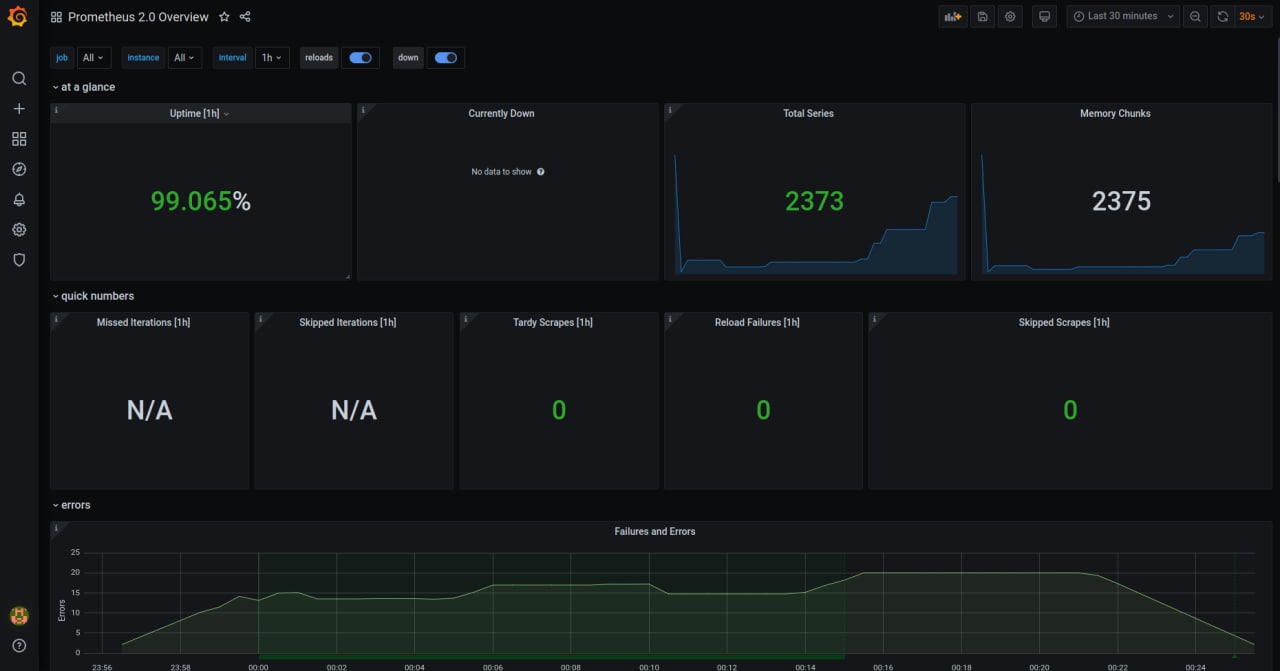 Prometheus 2.0 Overview
Last 30 minutes
30s
job All instance All interval 1h reloads down
at a glance
Uptime [1h]
99.065%
Currently Down
No data to show
Total Series
2373
Memory Chunks
2375
quick numbers
Missed Iterations [1h]
N/A
Skipped Iterations [1h]
N/A
Tardy Scrapes [1h]
0
Reload Failures [1h]
0
Skipped Scrapes [1h]
0
errors
Failures and Errors
Errors
25
20
15
10
5
0
23:56 23:58 00:00 00:02 00:04 00:06 00:08 00:10 00:12 00:14 00:16 00:18 00:20 00:22 00:24